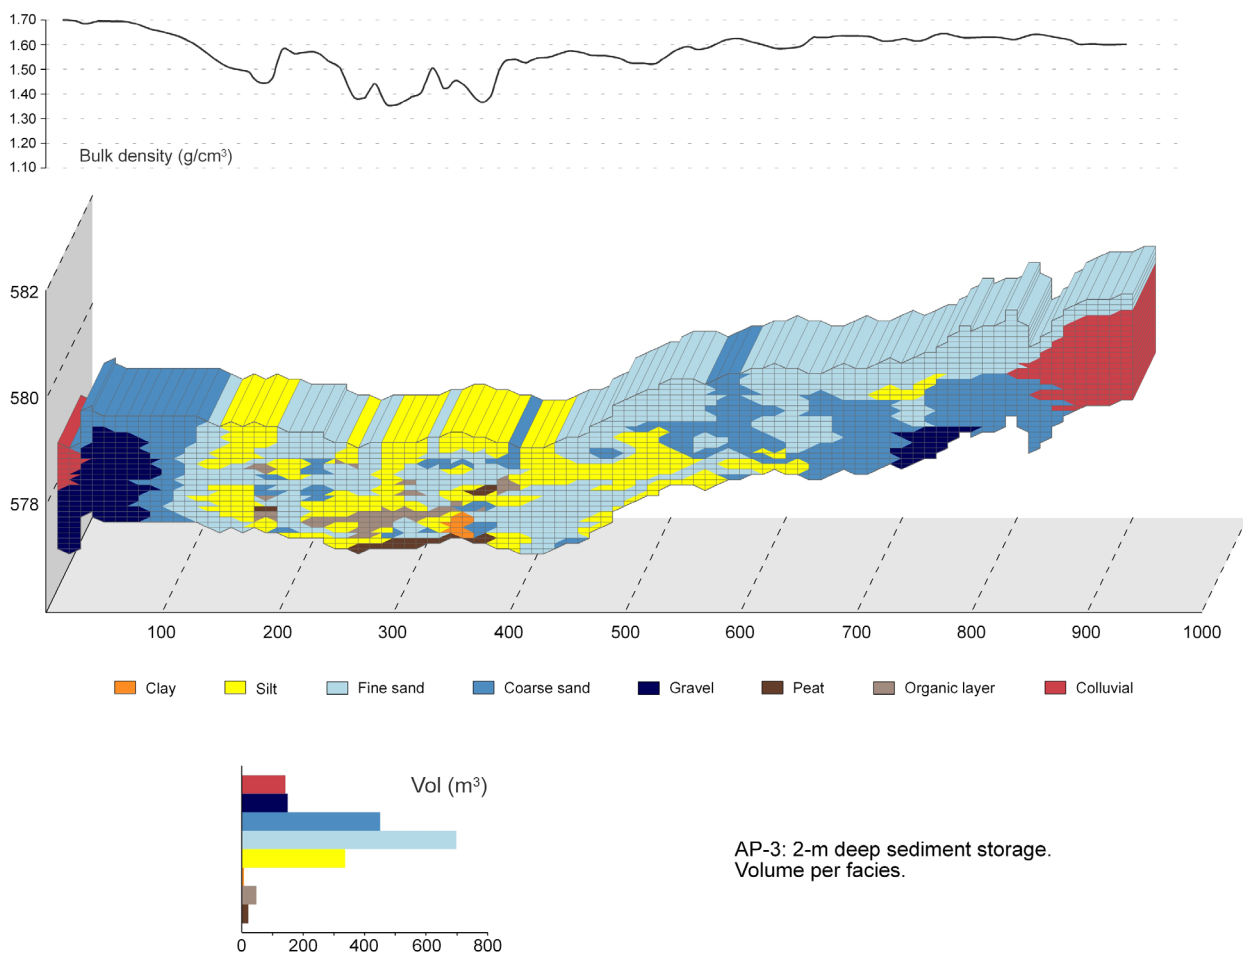 1.70
1.60
1.50
1.40
1.30
1.20
1.10
Bulk density (g/cm³)
582
580
578
100 200 300 400 500 600 700 800 900 1000
Clay Silt Fine sand Coarse sand Gravel Peat Organic layer Colluvial
Vol (m³)
AP-3: 2-m deep sediment storage.
Volume per facies.
0 200 400 600 800